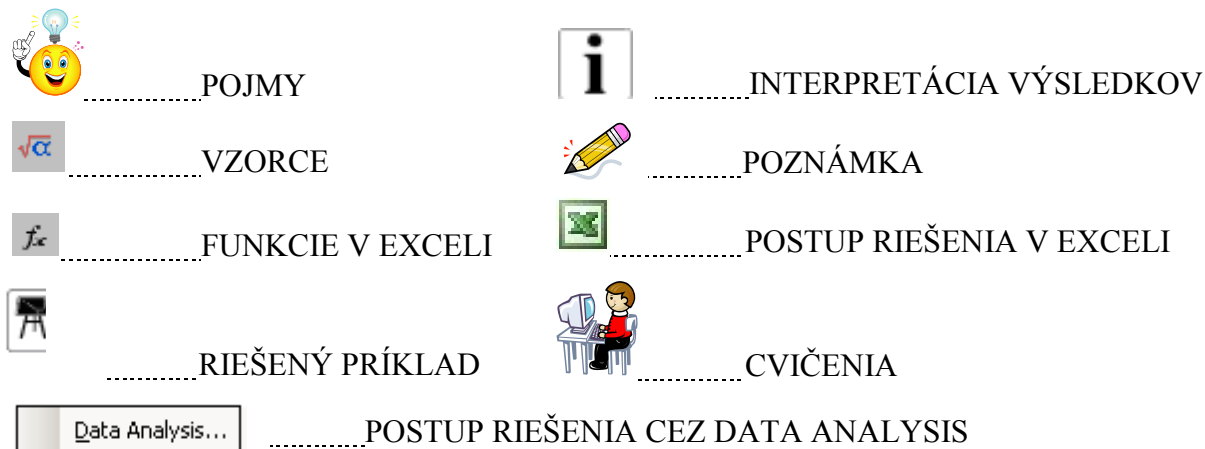 POJMY
i INTERPRETÁCIA VÝSLEDKOV
√α VZORCE
POZNÁMKA
fx FUNKCIE V EXCELI
POSTUP RIEŠENIA V EXCELI
RIEŠENÝ PRÍKLAD
CVIČENIA
Data Analysis... POSTUP RIEŠENIA CEZ DATA ANALYSIS